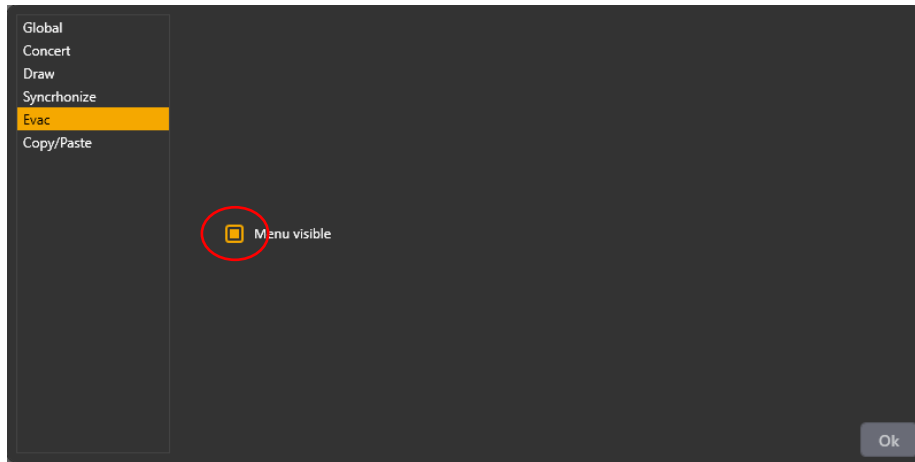 Global
Concert
Draw
Syncrhonize
Evac
Copy/Paste
Menu visible
Ok